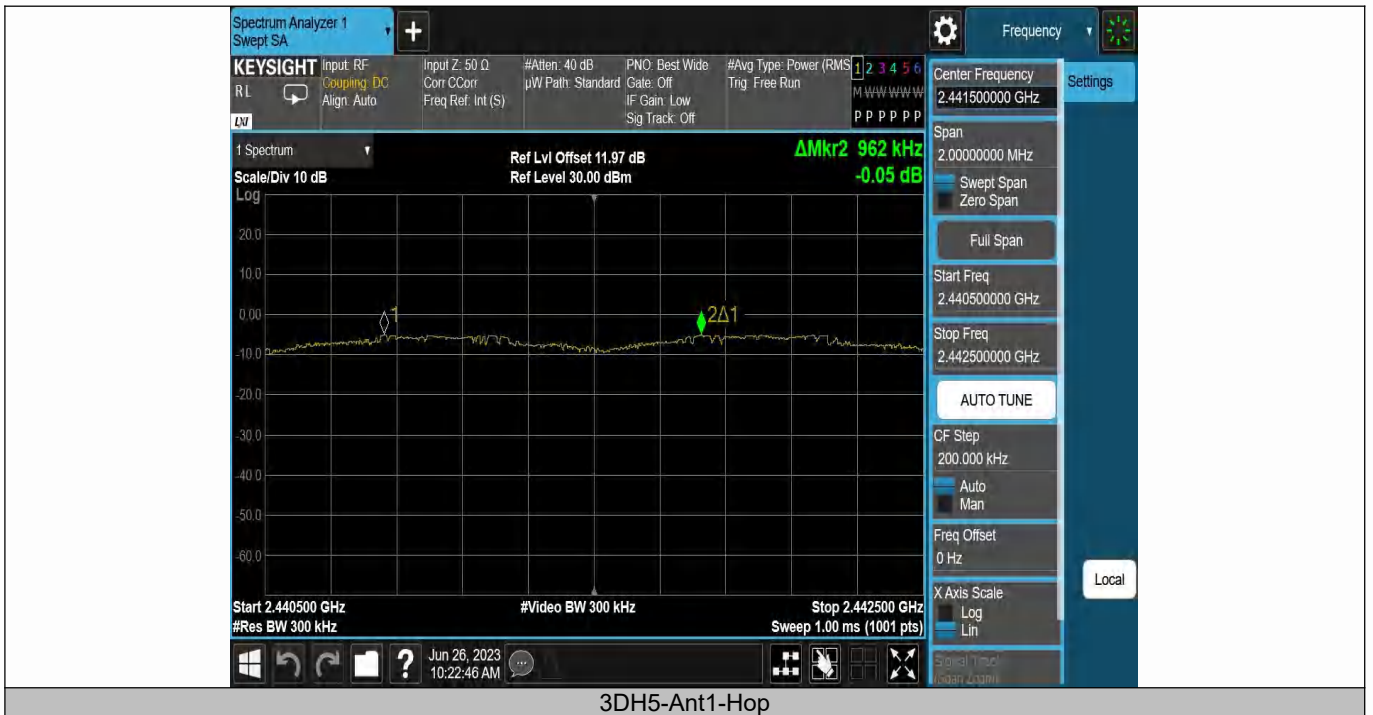 Spectrum Analyzer 1
Swept SA
+
Frequency
KEYSIGHT
RL
LXI
Input: RF
Coupling: DC
Align: Auto
Input Z: 50 Ω
Corr CCorr
Freq Ref: Int (S)
#Atten: 40 dB
µW Path: Standard
PNO: Best Wide
Gate: Off
IF Gain: Low
Sig Track: Off
#Avg Type: Power (RMS
Trig: Free Run
1 2 3 4 5 6
M W W W W W
P P P P P P
1 Spectrum
Scale/Div 10 dB
Ref Lvl Offset 11.97 dB
Ref Level 30.00 dBm
ΔMkr2 962 kHz
-0.05 dB
Log
20.0
10.0
0.00
-10.0
-20.0
-30.0
-40.0
-50.0
-60.0
1
2Δ1
Start 2.440500 GHz
#Res BW 300 kHz
#Video BW 300 kHz
Stop 2.442500 GHz
Sweep 1.00 ms (1001 pts)
Center Frequency
2.441500000 GHz
Settings
Span
2.00000000 MHz
Swept Span
Zero Span
Full Span
Start Freq
2.440500000 GHz
Stop Freq
2.442500000 GHz
AUTO TUNE
CF Step
200.000 kHz
Auto
Man
Freq Offset
0 Hz
X Axis Scale
Log
Lin
Signal Track
(Span Zoom)
Local
?
Jun 26, 2023
10:22:46 AM
3DH5-Ant1-Hop